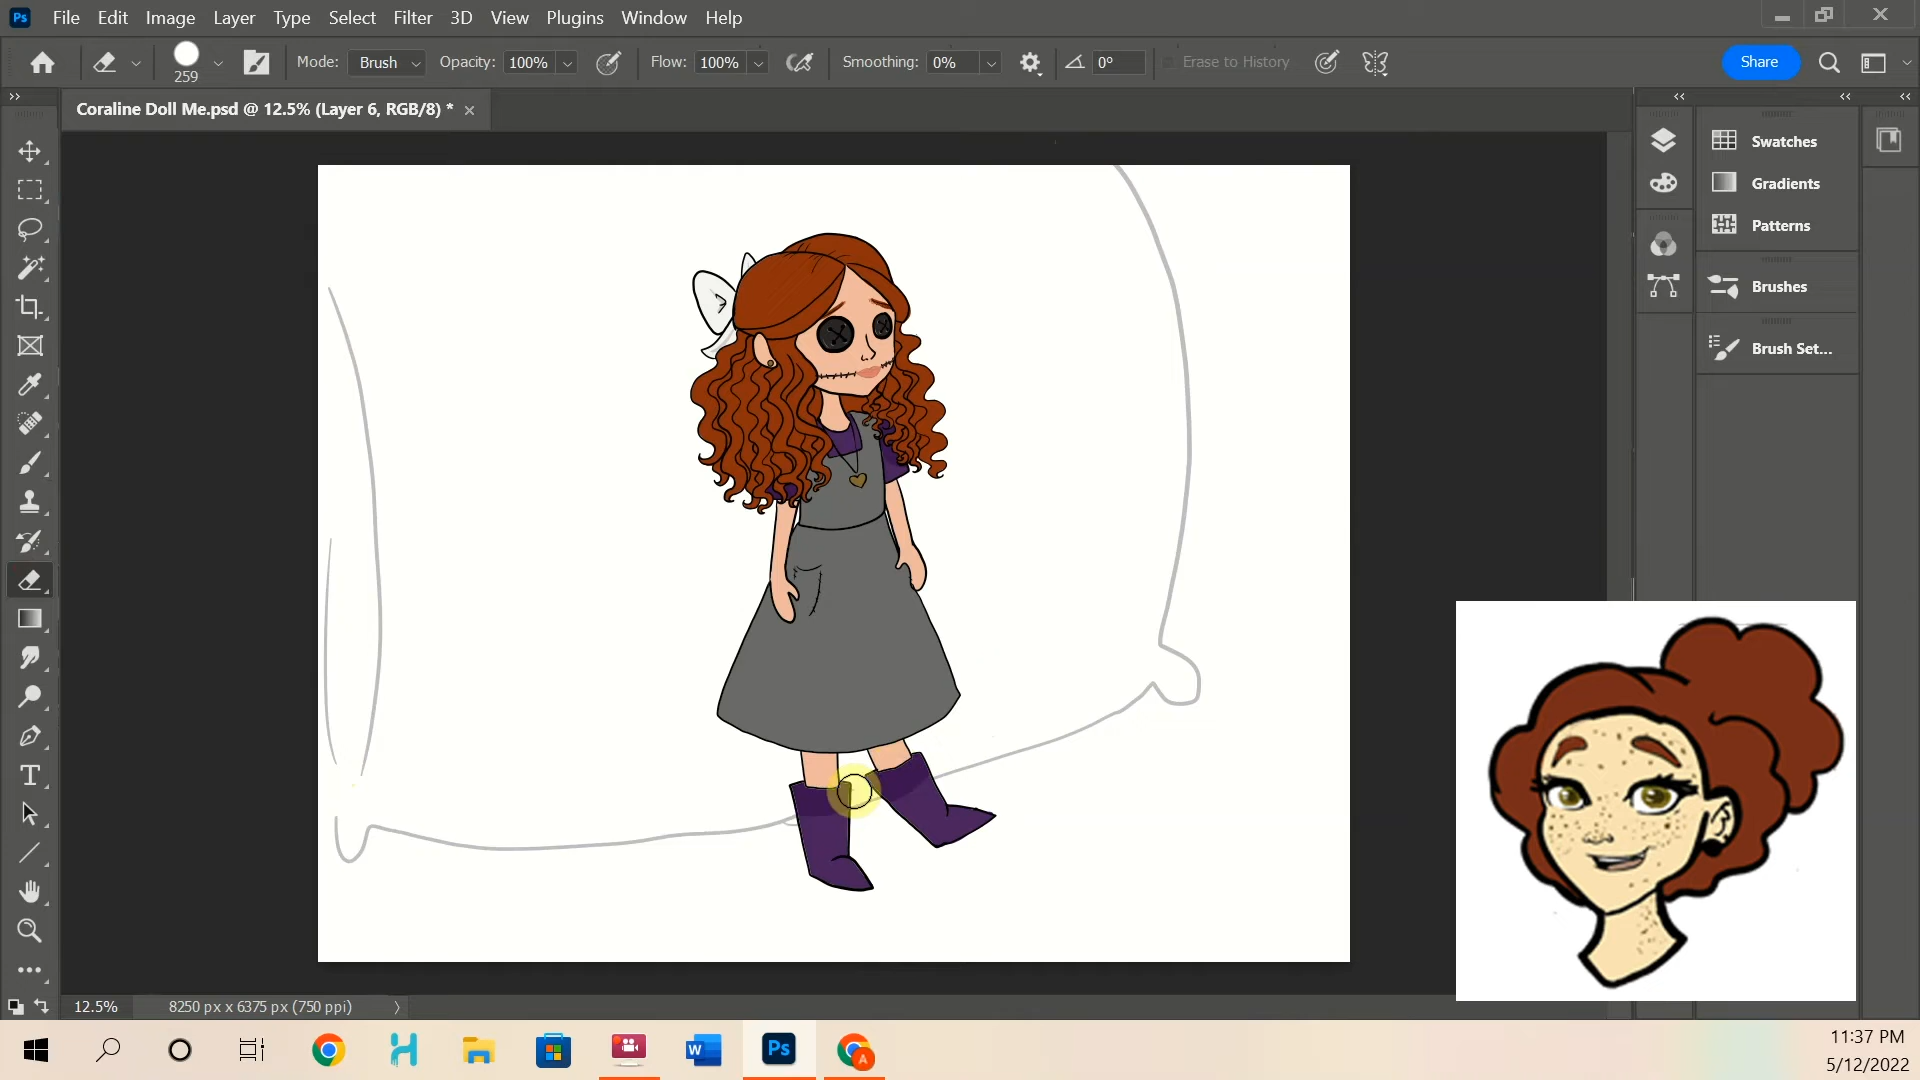 Ps File Edit Image Layer Type Select Filter 3D View Plugins Window Help
259 Mode: Brush Opacity: 100% Flow: 100% Smoothing: 0% 0° Erase to History Share
Coraline Doll Me.psd @ 12.5% (Layer 6, RGB/8) *
Swatches
Gradients
Patterns
Brushes
Brush Set...
12.5% 8250 px x 6375 px (750 ppi)
W Ps A
11:37 PM
5/12/2022